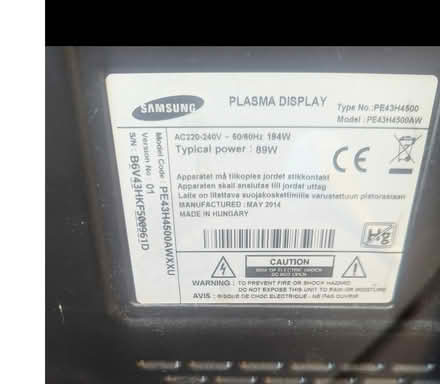 SAMSUNG
PLASMA DISPLAY
Type No.:PE43H4500
Model : PE43H4500AW
AC220-240V ~ 50/60Hz 184W
Typical power : 89W
Apparatet må tilkoples jordet stikkontakt
Apparaten skall anslutas till jordat uttag
Laite on liitettävä suojakoskettimilla varustettuun pistorasiaan
MANUFACTURED : MAY 2014
MADE IN HUNGARY
Model Code : PE43H4500AWXXU
Version No : 01
S/N : B6V43HKF500961D
CE
Hg
CAUTION
RISK OF ELECTRIC SHOCK
DO NOT OPEN
WARNING : TO PREVENT FIRE OR SHOCK HAZARD
DO NOT EXPOSE TO RAIN OR MOISTURE
AVIS : RISQUE DE CHOC ELECTRIQUE - NE PAS OUVRIR